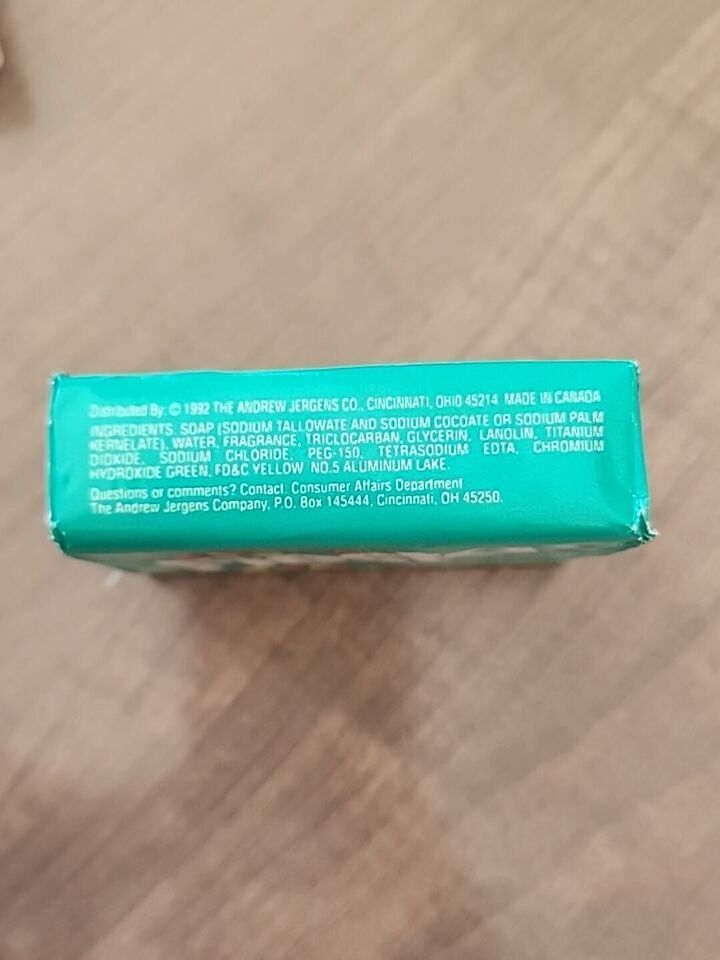 Distributed By: © 1992 THE ANDREW JERGENS CO., CINCINNATI, OHIO 45214 MADE IN CANADA
INGREDIENTS. SOAP (SODIUM TALLOWATE AND SODIUM COCOATE OR SODIUM PALM
KERNELATE), WATER, FRAGRANCE, TRICLOCARBAN, GLYCERIN, LANOLIN, TITANIUM
DIOXIDE, SODIUM CHLORIDE, PEG-150, TETRASODIUM EDTA, CHROMIUM
HYDROXIDE GREEN, FD&C YELLOW NO.5 ALUMINUM LAKE.
Questions or comments? Contact: Consumer Affairs Department
The Andrew Jergens Company, P.O. Box 145444, Cincinnati, OH 45250.